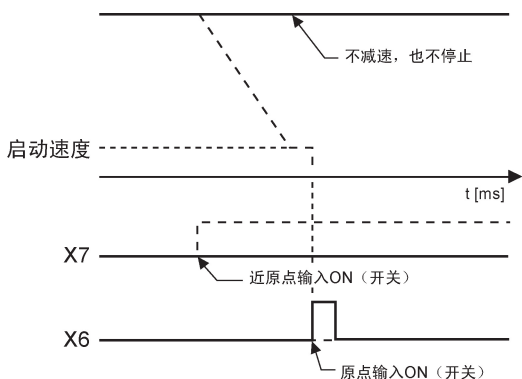 不减速，也不停止
启动速度
t [ms]
X7
近原点输入ON（开关）
X6
原点输入ON（开关）